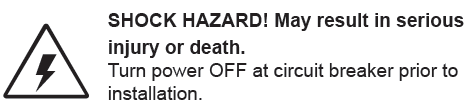 SHOCK HAZARD! May result in serious
injury or death.
Turn power OFF at circuit breaker prior to
installation.